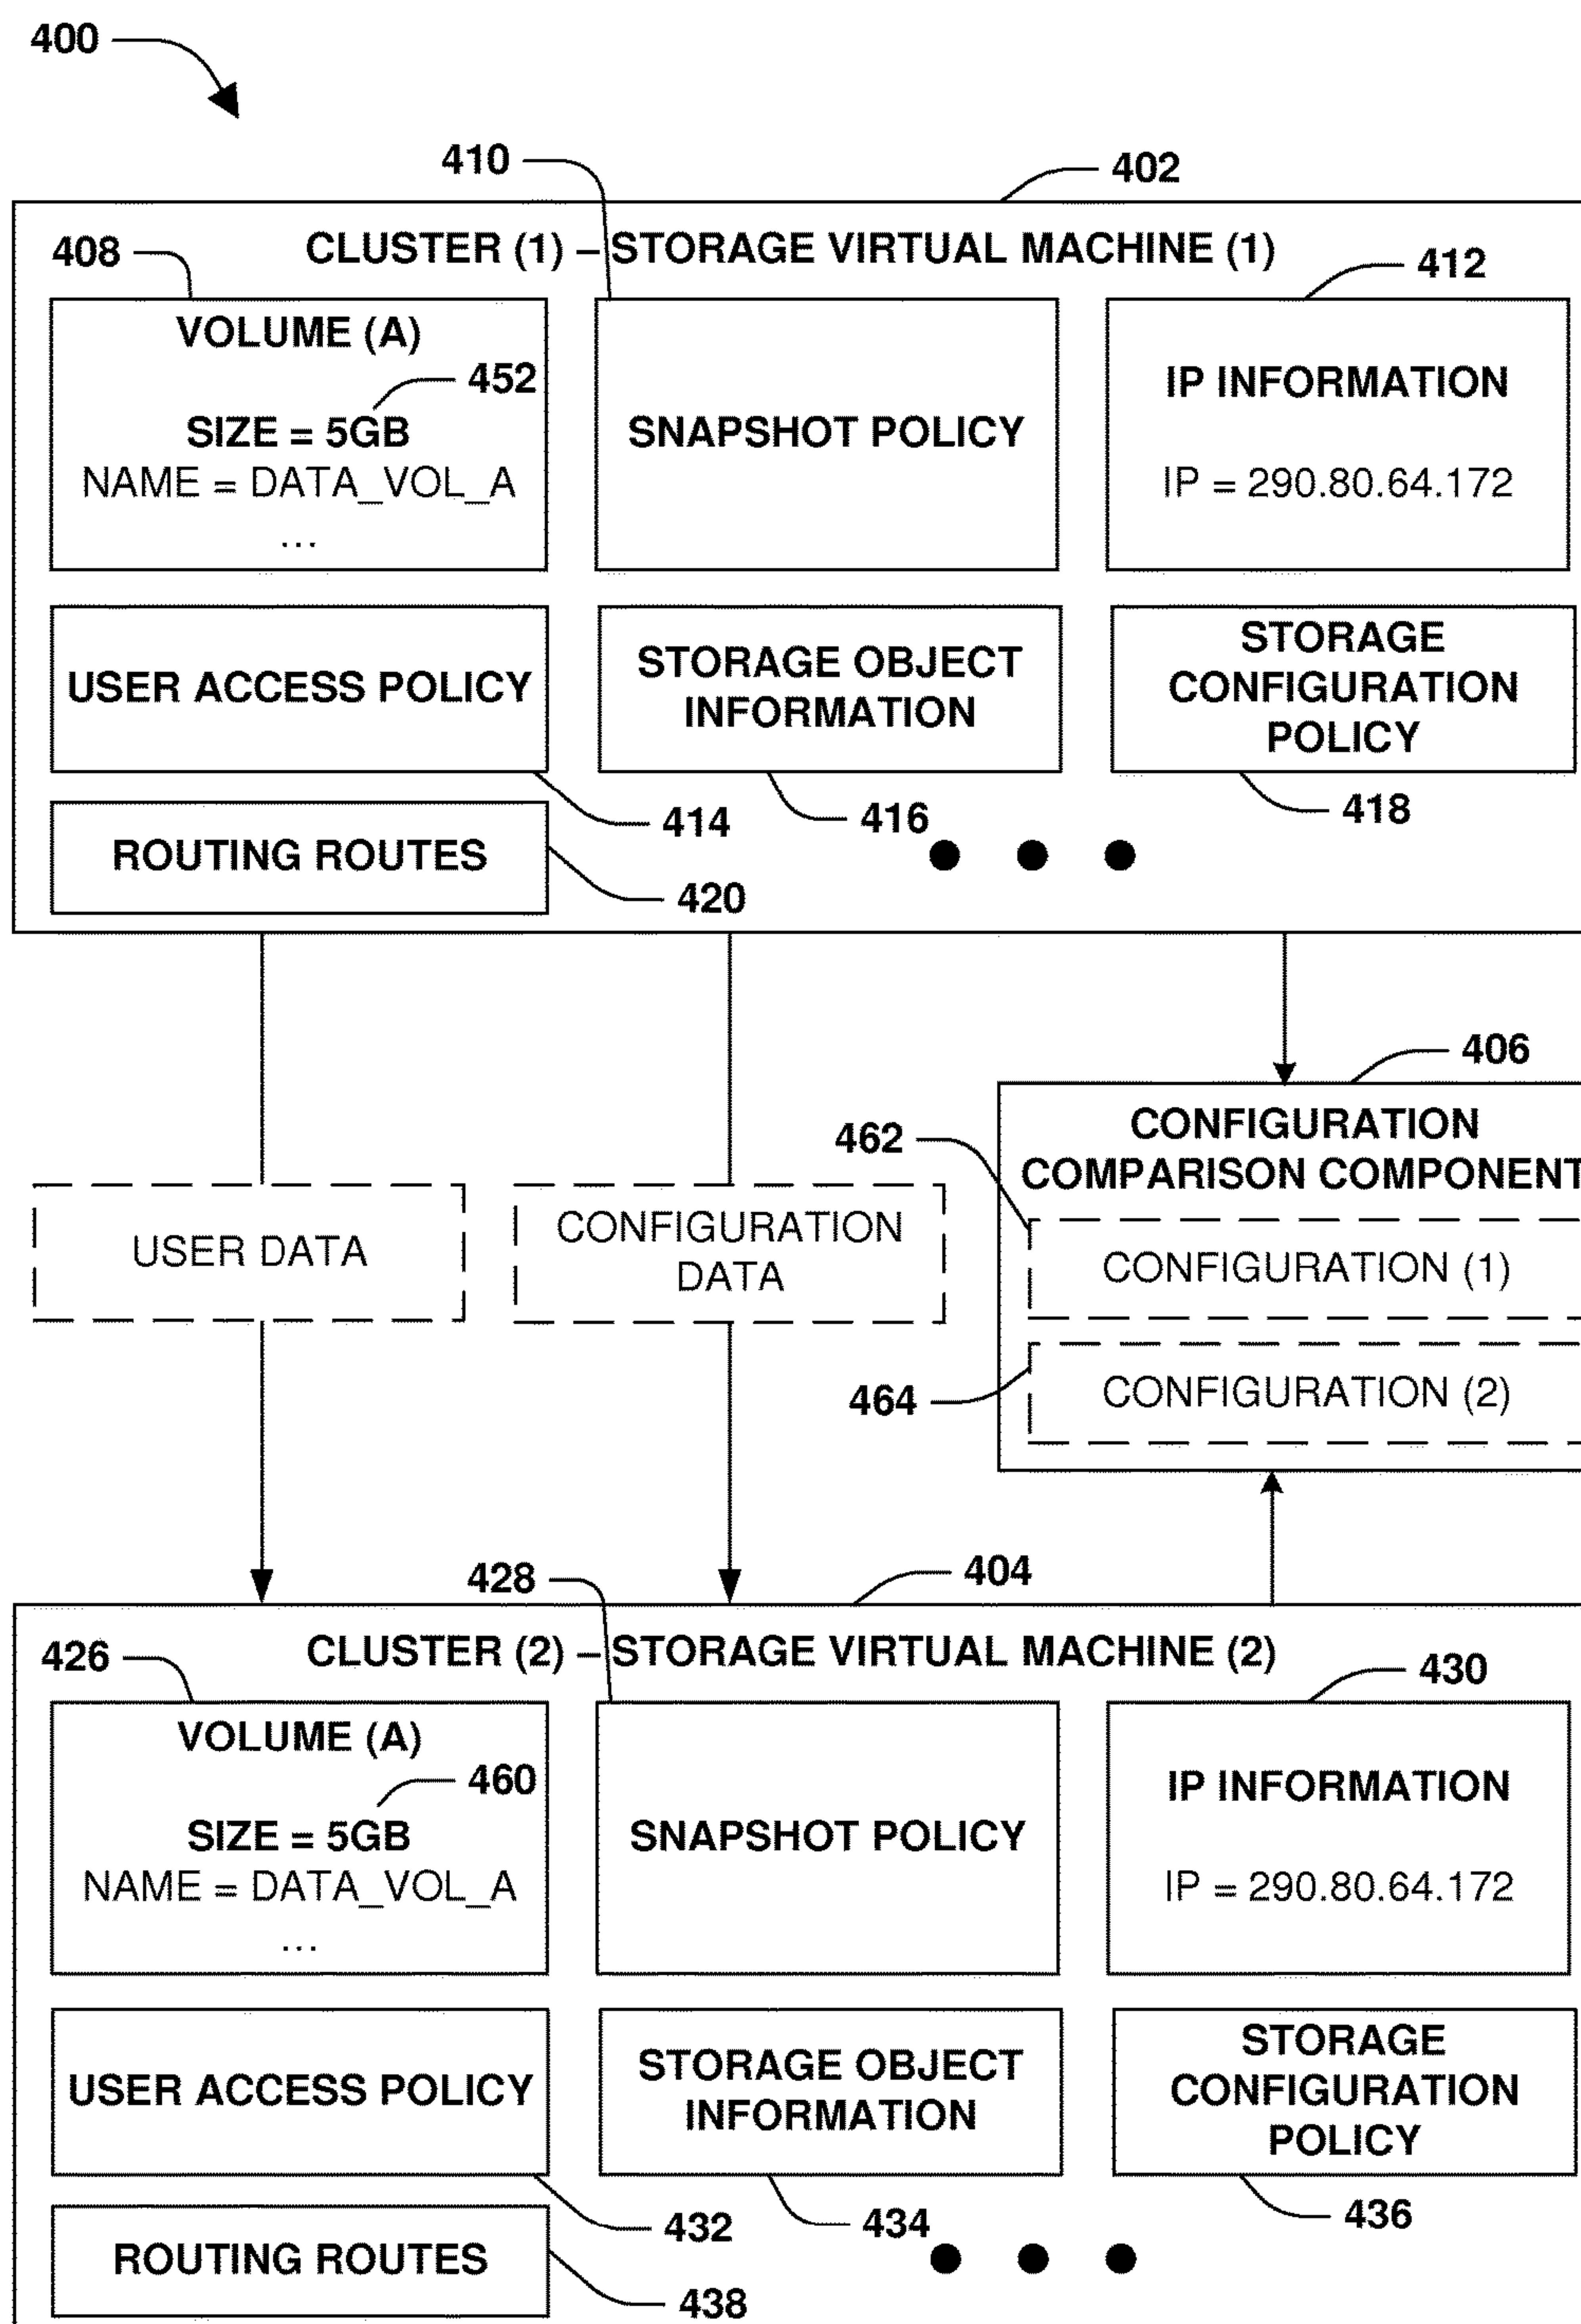 400
410
402
CLUSTER (1) – STORAGE VIRTUAL MACHINE (1)
408
412
VOLUME (A)
452
SIZE = 5GB
NAME = DATA_VOL_A
...
SNAPSHOT POLICY
IP INFORMATION
IP = 290.80.64.172
USER ACCESS POLICY
STORAGE OBJECT
INFORMATION
STORAGE
CONFIGURATION
POLICY
414
416
418
ROUTING ROUTES
420
406
CONFIGURATION
COMPARISON COMPONENT
462
CONFIGURATION (1)
464
CONFIGURATION (2)
USER DATA
CONFIGURATION
DATA
428
404
CLUSTER (2) – STORAGE VIRTUAL MACHINE (2)
426
430
VOLUME (A)
460
SIZE = 5GB
NAME = DATA_VOL_A
...
SNAPSHOT POLICY
IP INFORMATION
IP = 290.80.64.172
USER ACCESS POLICY
STORAGE OBJECT
INFORMATION
STORAGE
CONFIGURATION
POLICY
432
434
436
ROUTING ROUTES
438